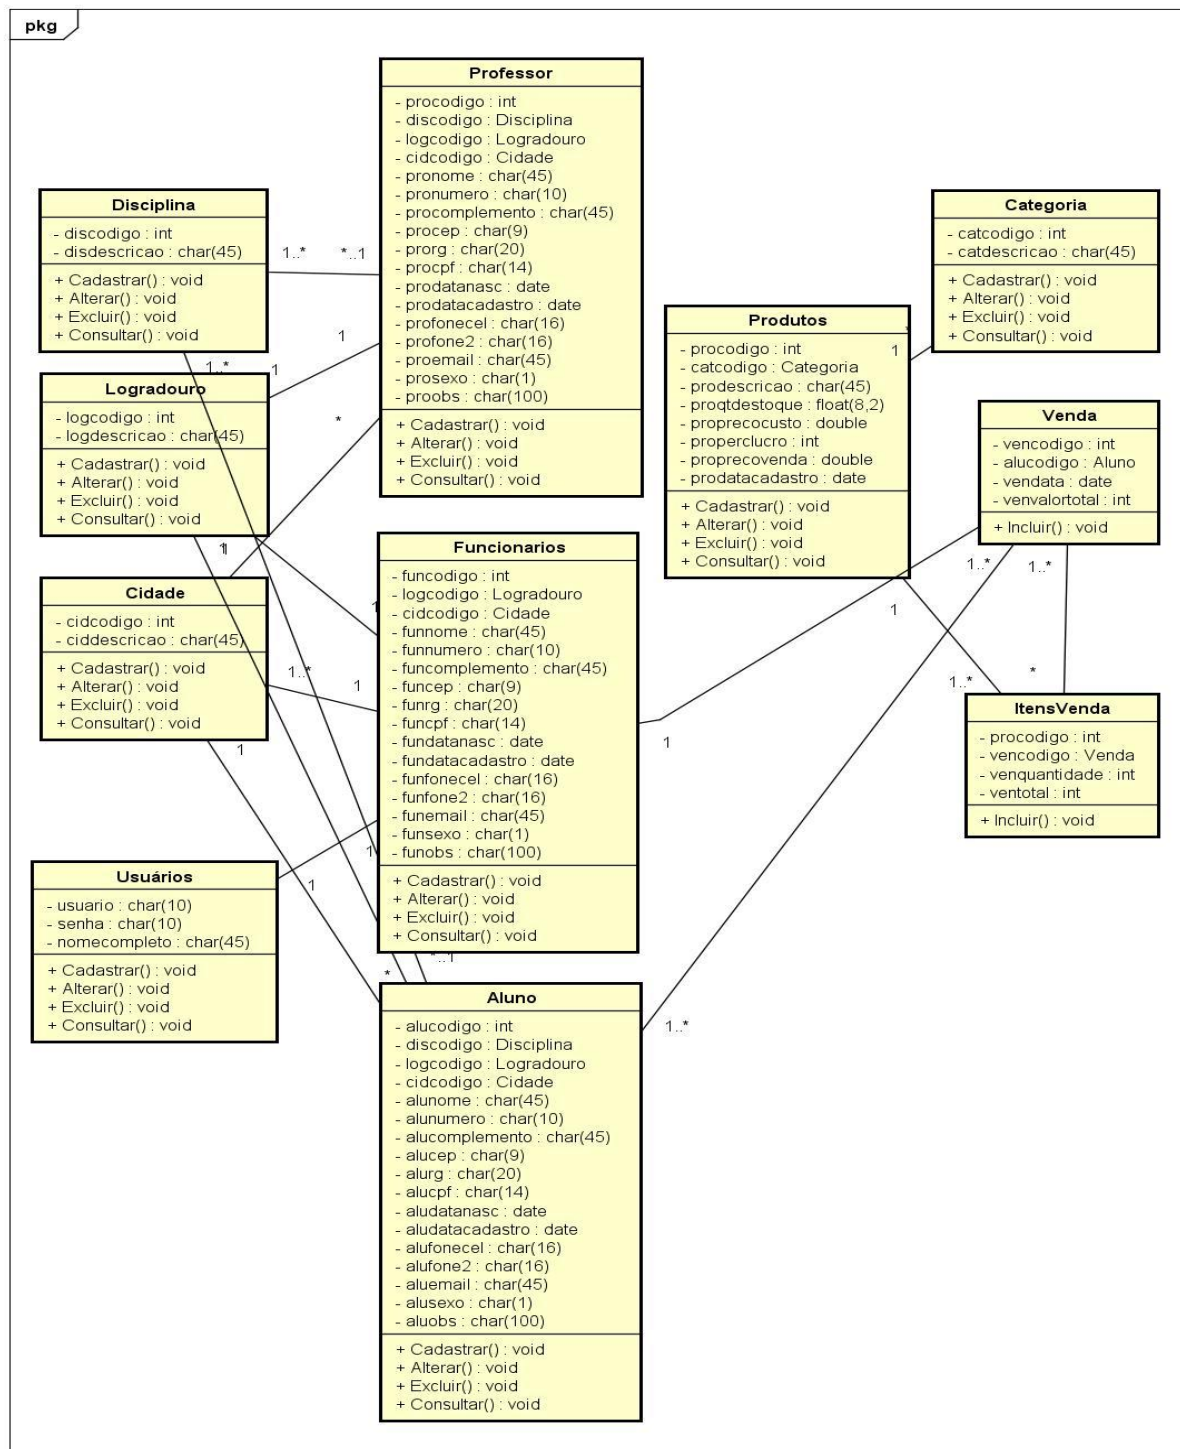 pkg
Professor
- procodigo : int
- discodigo : Disciplina
- logcodigo : Logradouro
- cidcodigo : Cidade
- pronome : char(45)
- pronumero : char(10)
- procomplemento : char(45)
- procep : char(9)
- prorg : char(20)
- procpf : char(14)
- prodatanasc : date
- prodatacadastro : date
- profonecel : char(16)
- profone2 : char(16)
- proemail : char(45)
- prosexo : char(1)
- proobs : char(100)
+ Cadastrar() : void
+ Alterar() : void
+ Excluir() : void
+ Consultar() : void
Disciplina
- discodigo : int
- disdescricao : char(45)
+ Cadastrar() : void
+ Alterar() : void
+ Excluir() : void
+ Consultar() : void
1..*
*..1
Logradouro
- logcodigo : int
- logdescricao : char(45)
+ Cadastrar() : void
+ Alterar() : void
+ Excluir() : void
+ Consultar() : void
1..*
1
1
*
Cidade
- cidcodigo : int
- ciddescricao : char(45)
+ Cadastrar() : void
+ Alterar() : void
+ Excluir() : void
+ Consultar() : void
1
1
1..*
1
1
Funcionarios
- funcodigo : int
- logcodigo : Logradouro
- cidcodigo : Cidade
- funnome : char(45)
- funnumero : char(10)
- funcomplemento : char(45)
- funcep : char(9)
- funrg : char(20)
- funcpf : char(14)
- fundatanasc : date
- fundatacadastro : date
- funfonecel : char(16)
- funfone2 : char(16)
- funemail : char(45)
- funsexo : char(1)
- funobs : char(100)
+ Cadastrar() : void
+ Alterar() : void
+ Excluir() : void
+ Consultar() : void
Usuários
- usuario : char(10)
- senha : char(10)
- nomecompleto : char(45)
+ Cadastrar() : void
+ Alterar() : void
+ Excluir() : void
+ Consultar() : void
1
1
*
*..1
Aluno
- alucodigo : int
- discodigo : Disciplina
- logcodigo : Logradouro
- cidcodigo : Cidade
- alunome : char(45)
- alunumero : char(10)
- alucomplemento : char(45)
- alucep : char(9)
- alurg : char(20)
- alucpf : char(14)
- aludatanasc : date
- aludatacadastro : date
- alufonecel : char(16)
- alufone2 : char(16)
- aluemail : char(45)
- alusexo : char(1)
- aluobs : char(100)
+ Cadastrar() : void
+ Alterar() : void
+ Excluir() : void
+ Consultar() : void
Categoria
- catcodigo : int
- catdescricao : char(45)
+ Cadastrar() : void
+ Alterar() : void
+ Excluir() : void
+ Consultar() : void
Produtos
- procodigo : int
- catcodigo : Categoria
- prodescricao : char(45)
- proqtdestoque : float(8,2)
- proprecocusto : double
- properclucro : int
- proprecovenda : double
- prodatacadastro : date
+ Cadastrar() : void
+ Alterar() : void
+ Excluir() : void
+ Consultar() : void
*
1
Venda
- vencodigo : int
- alucodigo : Aluno
- vendata : date
- venvalortotal : int
+ Incluir() : void
1..*
1..*
1
1..*
*
1
ItensVenda
- procodigo : int
- vencodigo : Venda
- venquantidade : int
- ventotal : int
+ Incluir() : void
1..*